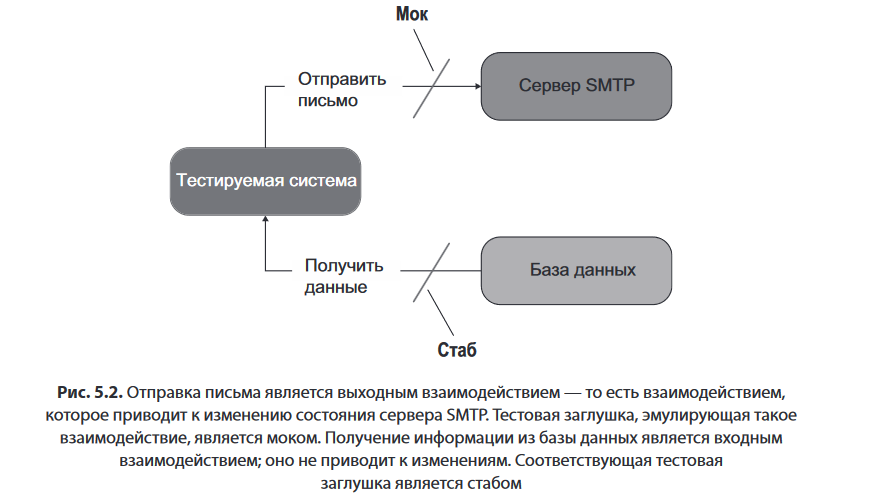 Мок
Отправить
письмо
Сервер SMTP
Тестируемая система
Получить
данные
База данных
Стаб
Рис. 5.2. Отправка письма является выходным взаимодействием — то есть взаимодействием,
которое приводит к изменению состояния сервера SMTP. Тестовая заглушка, эмулирующая такое
взаимодействие, является моком. Получение информации из базы данных является входным
взаимодействием; оно не приводит к изменениям. Соответствующая тестовая
заглушка является стабом